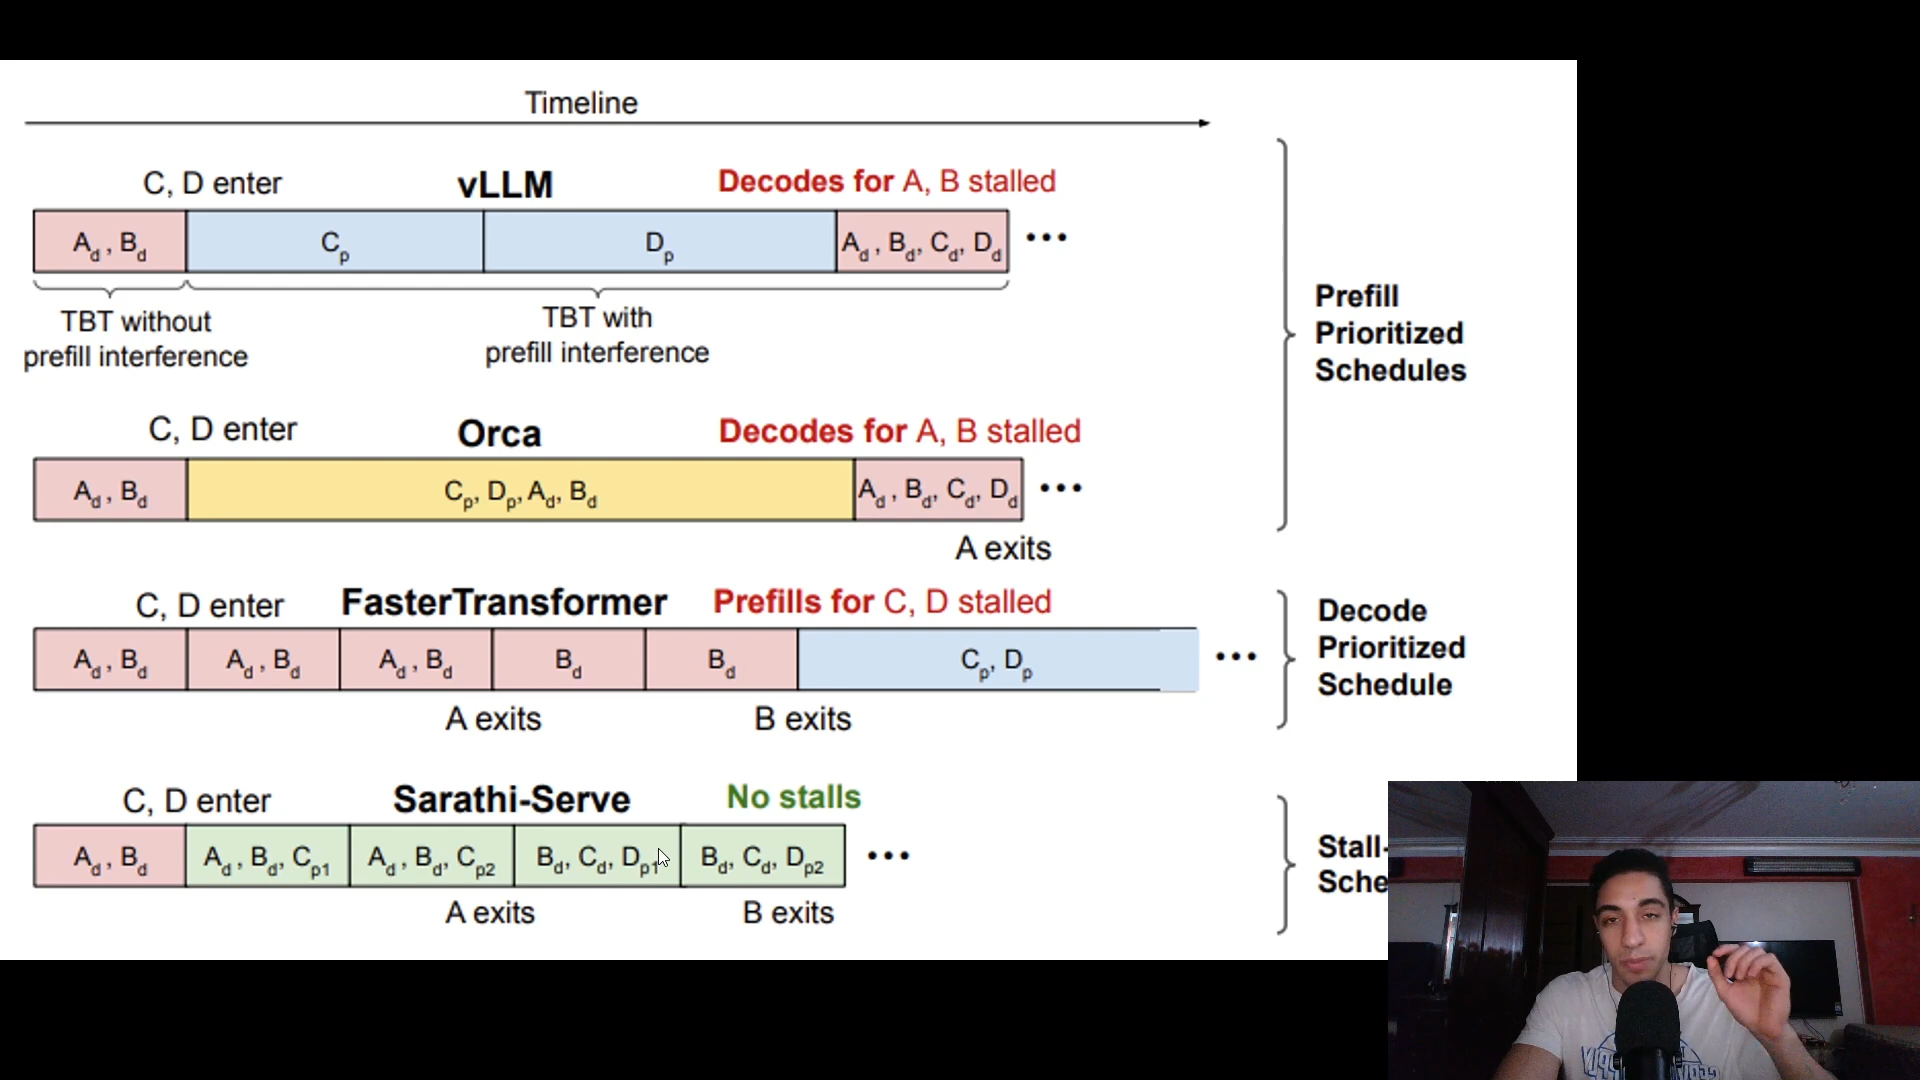 Timeline
C, D enter
vLLM
Decodes for A, B stalled
Ad , Bd
Cp
Dp
Ad , Bd, Cd, Dd
•••
TBT without
prefill interference
TBT with
prefill interference
C, D enter
Orca
Decodes for A, B stalled
Ad , Bd
Cp, Dp, Ad, Bd
Ad , Bd, Cd, Dd
•••
A exits
Prefill
Prioritized
Schedules
C, D enter
FasterTransformer
Prefills for C, D stalled
Ad , Bd
Ad , Bd
Ad , Bd
Bd
Bd
Cp, Dp
•••
A exits
B exits
Decode
Prioritized
Schedule
C, D enter
Sarathi-Serve
No stalls
Ad , Bd
Ad , Bd, Cp1
Ad , Bd, Cp2
Bd, Cd, Dp1
Bd, Cd, Dp2
•••
A exits
B exits
Stall-
Sche